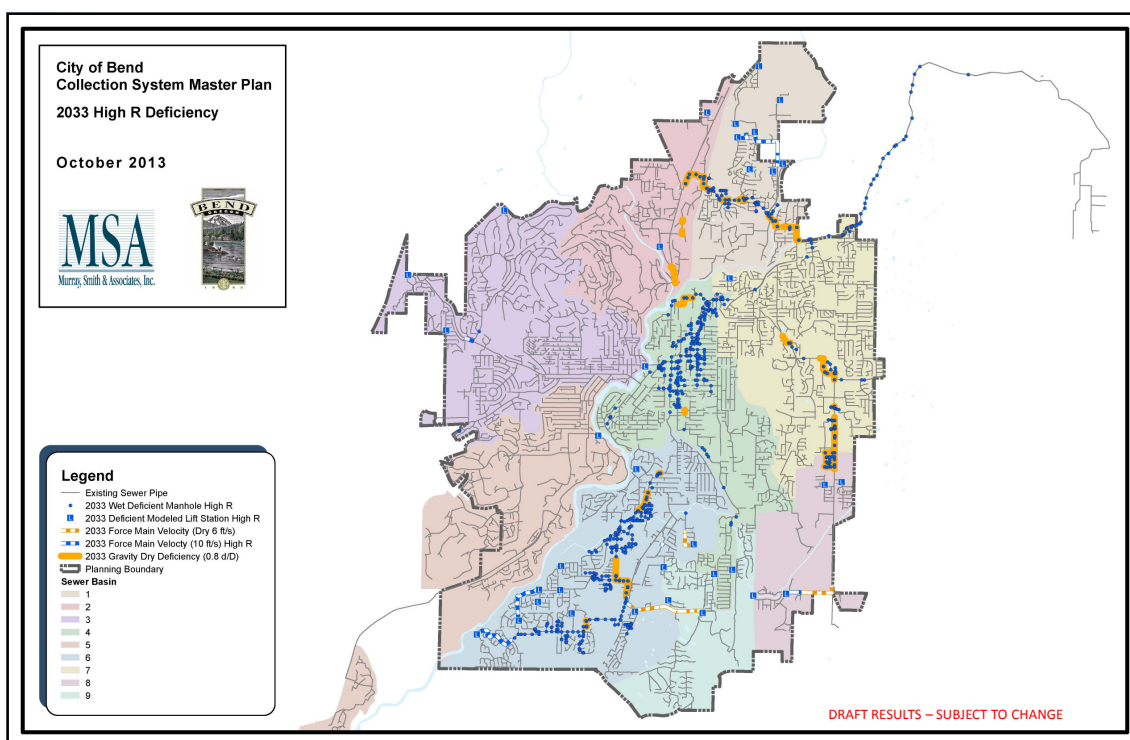 City of Bend
Collection System Master Plan
2033 High R Deficiency
October 2013
MSA
Murray, Smith & Associates, Inc.
BEND
Legend
Existing Sewer Pipe
2033 Wet Deficient Manhole High R
L 2033 Deficient Modeled Lift Station High R
2033 Force Main Velocity (Dry 6 ft/s)
2033 Force Main Velocty (10 ft/s) High R
2033 Gravity Dry Deficiency (0.8 d/D)
Planning Boundary
Sewer Basin
1
2
3
4
5
6
7
8
9
DRAFT RESULTS – SUBJECT TO CHANGE